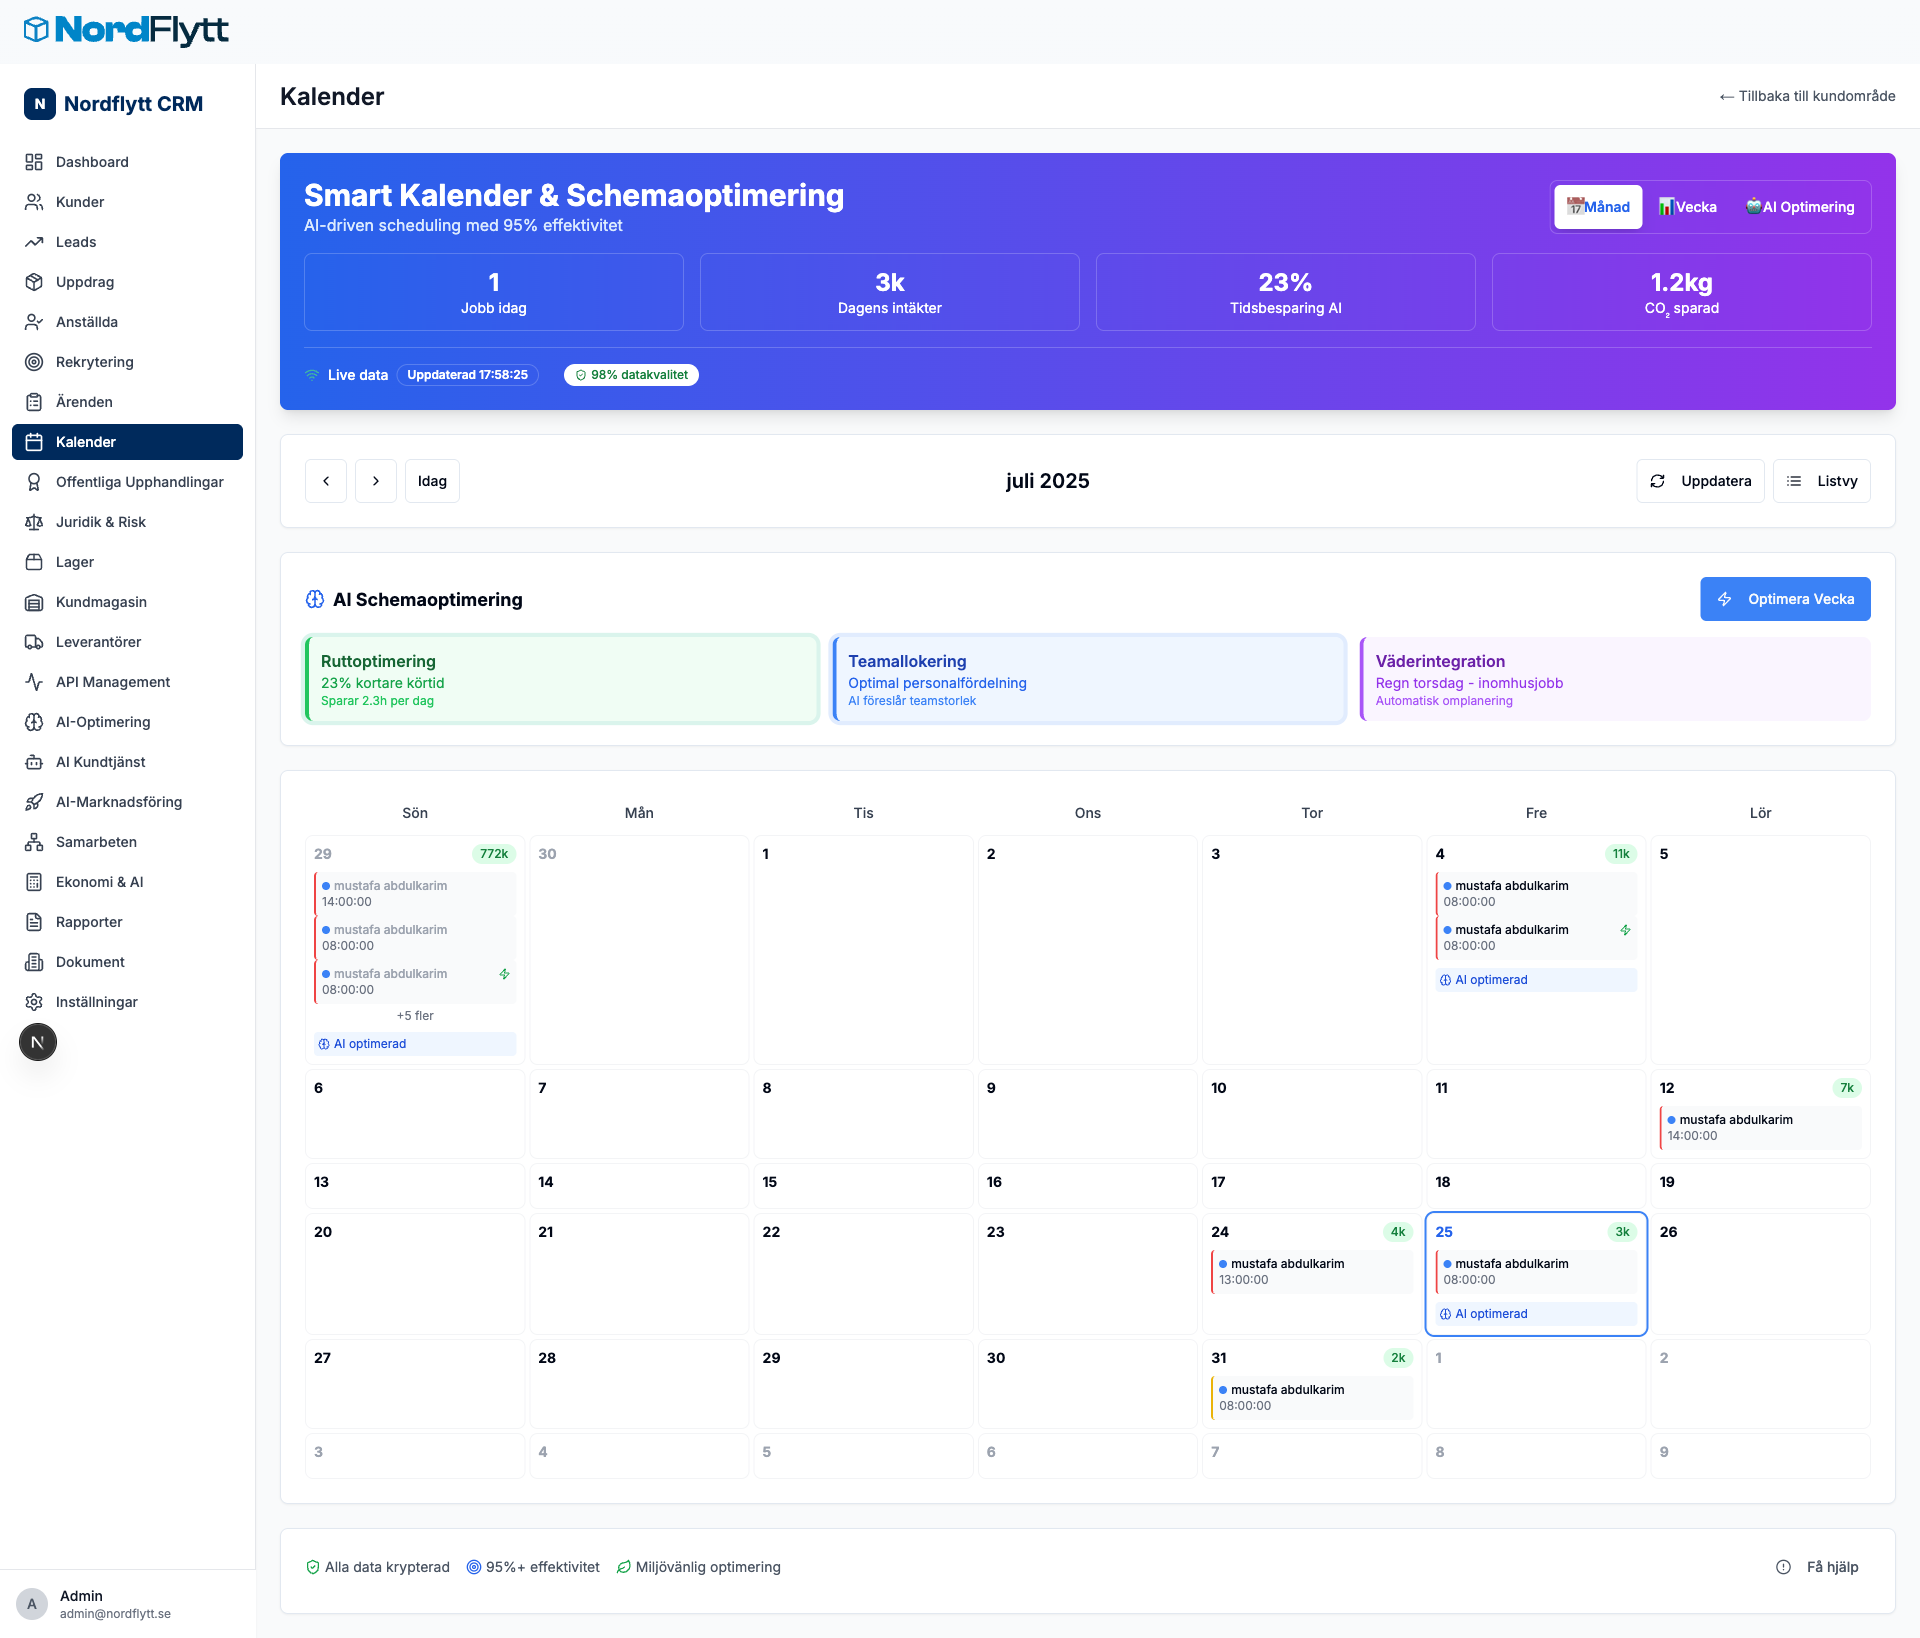 NordFlytt
N Nordflytt CRM
Dashboard
Kunder
Leads
Uppdrag
Anställda
Rekrytering
Ärenden
Kalender
Offentliga Upphandlingar
Juridik & Risk
Lager
Kundmagasin
Leverantörer
API Management
AI-Optimering
AI Kundtjänst
AI-Marknadsföring
Samarbeten
Ekonomi & AI
Rapporter
Dokument
Inställningar
N
A
Admin
admin@nordflytt.se
Kalender
← Tillbaka till kundområde
Smart Kalender & Schemaoptimering
AI-driven scheduling med 95% effektivitet
Månad Vecka AI Optimering
1
Jobb idag
3k
Dagens intäkter
23%
Tidsbesparing AI
1.2kg
CO₂ sparad
Live data Uppdaterad 17:58:25 98% datakvalitet
Idag
juli 2025
Uppdatera Listvy
AI Schemaoptimering
Optimera Vecka
Ruttoptimering
23% kortare körtid
Sparar 2.3h per dag
Teamallokering
Optimal personalfördelning
AI föreslår teamstorlek
Väderintegration
Regn torsdag - inomhusjobb
Automatisk omplanering
Sön Mån Tis Ons Tor Fre Lör
29 772k
mustafa abdulkarim
14:00:00
mustafa abdulkarim
08:00:00
mustafa abdulkarim
08:00:00
+5 fler
AI optimerad
30
1
2
3
4 11k
mustafa abdulkarim
08:00:00
mustafa abdulkarim
08:00:00
AI optimerad
5
6
7
8
9
10
11
12 7k
mustafa abdulkarim
14:00:00
13
14
15
16
17
18
19
20
21
22
23
24 4k
mustafa abdulkarim
13:00:00
25 3k
mustafa abdulkarim
08:00:00
AI optimerad
26
27
28
29
30
31 2k
mustafa abdulkarim
08:00:00
1
2
3
4
5
6
7
8
9
Alla data krypterad 95%+ effektivitet Miljövänlig optimering
Få hjälp